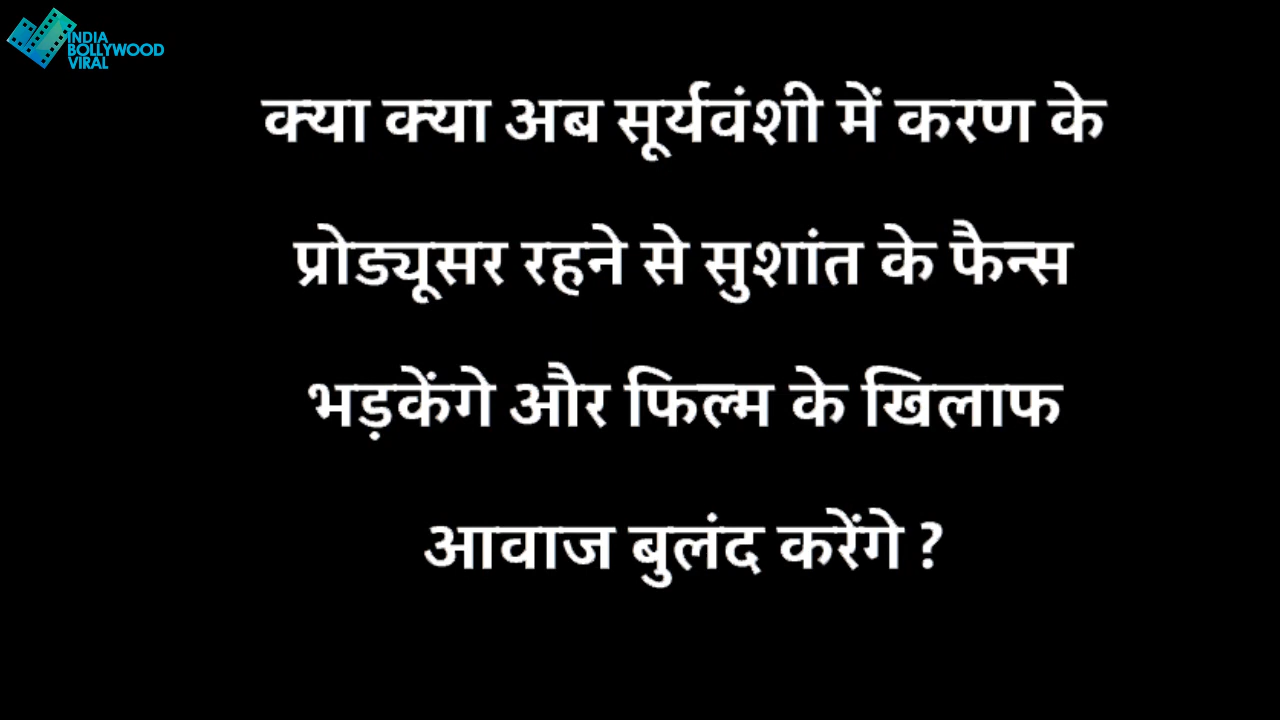 INDIA
BOLLYWOOD
VIRAL
क्या क्या अब सूर्यवंशी में करण के
प्रोड्यूसर रहने से सुशांत के फैन्स
भड़केंगे और फिल्म के खिलाफ
आवाज बुलंद करेंगे ?